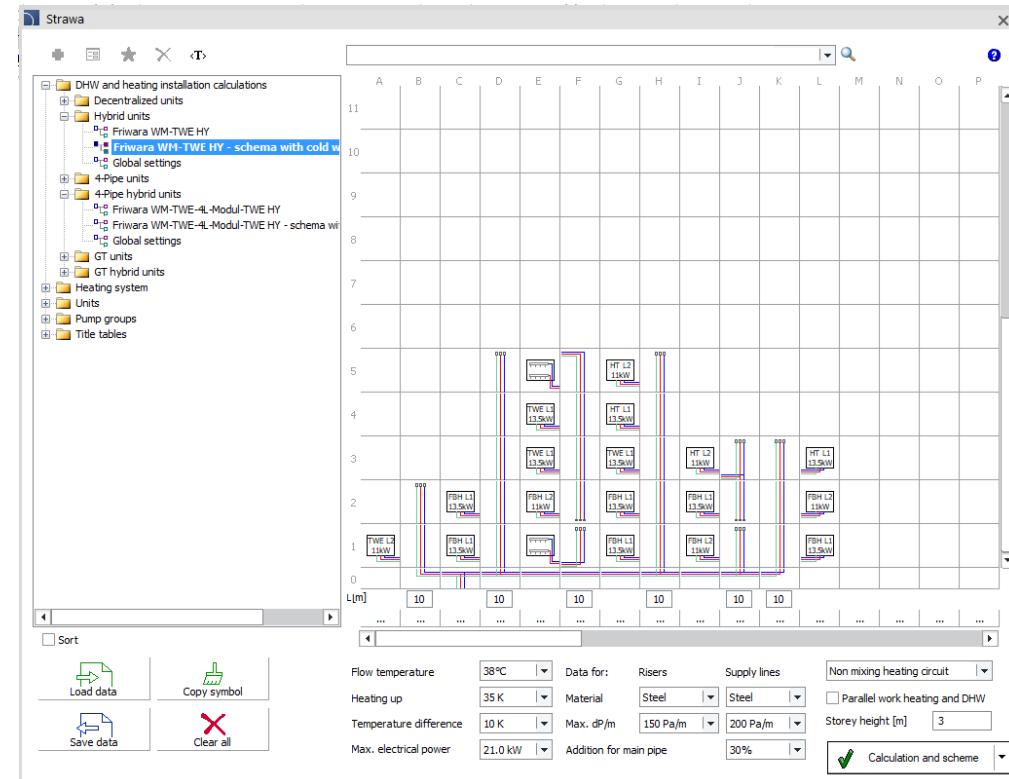 Strawa
<T>
A B C D E F G H I J K L M N O P
DHW and heating installation calculations
Decentralized units
Hybrid units
Friwara WM-TWE HY
Friwara WM-TWE HY - schema with cold w
Global settings
4-Pipe units
4-Pipe hybrid units
Friwara WM-TWE-4L-Modul-TWE HY
Friwara WM-TWE-4L-Modul-TWE HY - schema wi
Global settings
GT units
GT hybrid units
Heating system
Units
Pump groups
Title tables
11
10
9
8
7
6
5
HT L2
11kW
4
TWE L1 HT L1
13.5kW 13.5kW
3
TWE L1 TWE L1 HT L2 HT L1
13.5kW 13.5kW 11kW 13.5kW
2
FBH L1 FBH L2 FBH L1 FBH L1 FBH L2
13.5kW 11kW 13.5kW 13.5kW 11kW
1
TWE L2 FBH L1 FBH L1 FBH L2 FBH L1
11kW 13.5kW 13.5kW 11kW 13.5kW
0
L[m] 10 10 10 10 10 10
... ... ... ... ... ... ... ... ... ... ... ... ... ... ... ...
Sort
Load data Copy symbol
Save data Clear all
Flow temperature 38°C Data for: Risers Supply lines Non mixing heating circuit
Heating up 35 K Material Steel Steel Parallel work heating and DHW
Temperature difference 10 K Max. dP/m 150 Pa/m 200 Pa/m Storey height [m] 3
Max. electrical power 21.0 kW Addition for main pipe 30% Calculation and scheme